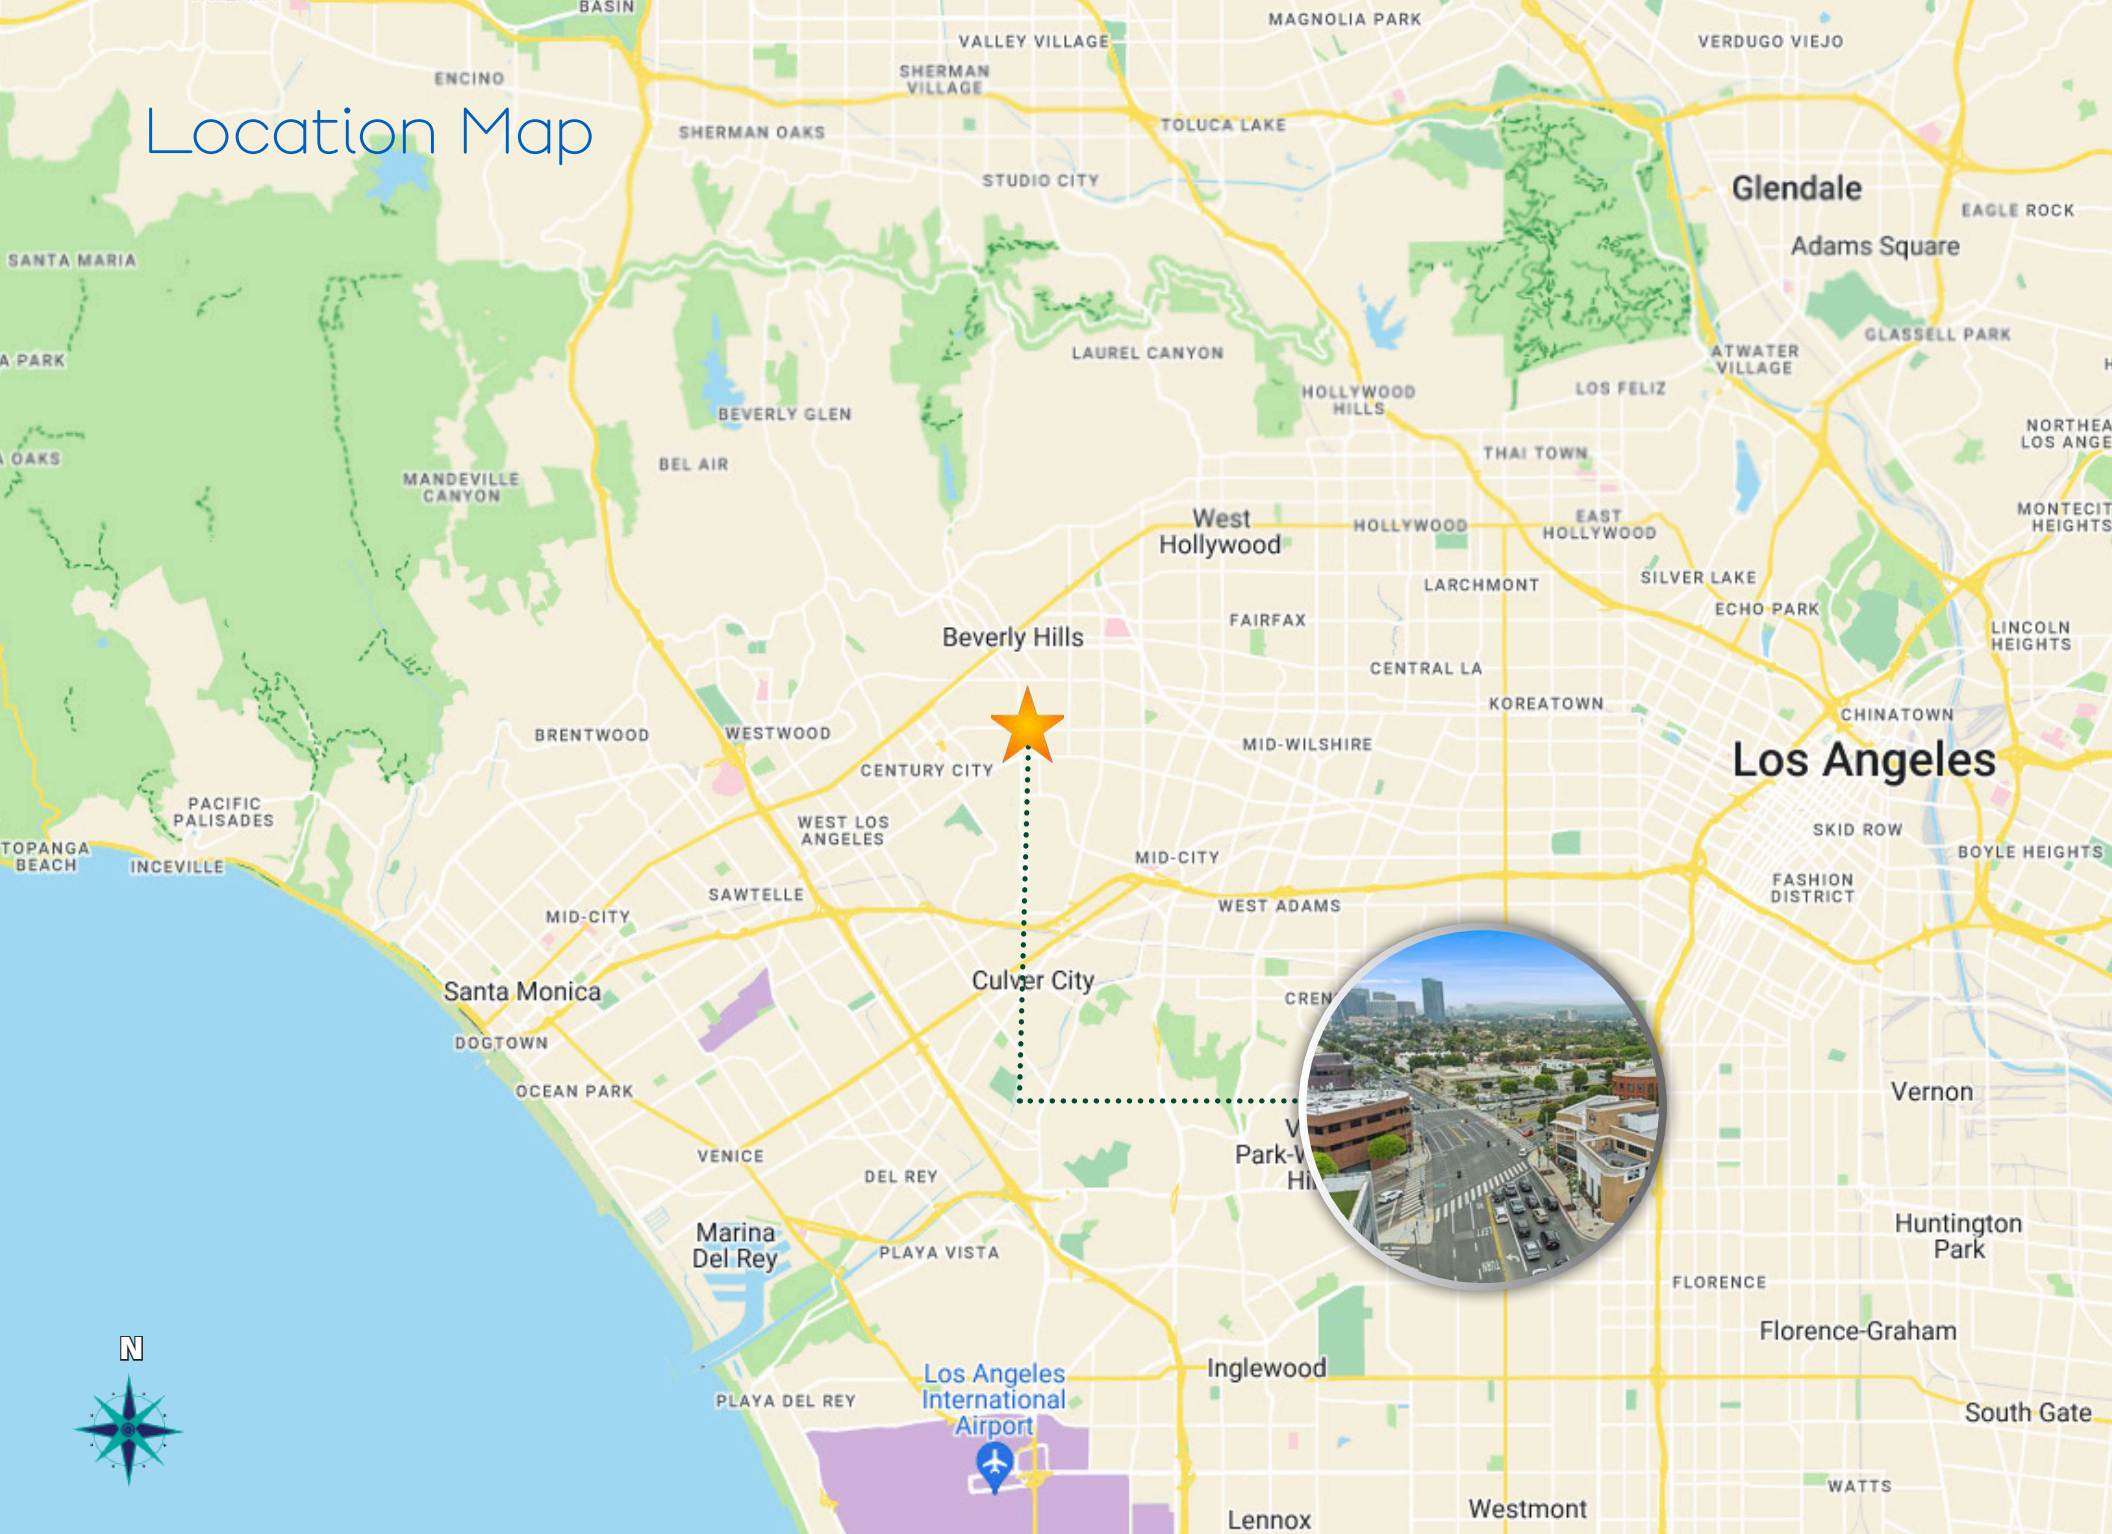 BASIN
MAGNOLIA PARK
VALLEY VILLAGE
VERDUGO VIEJO
ENCINO
SHERMAN
VILLAGE
Location Map
SHERMAN OAKS
TOLUCA LAKE
STUDIO CITY
Glendale
EAGLE ROCK
Adams Square
SANTA MARIA
GLASSELL PARK
A PARK
LAUREL CANYON
ATWATER
VILLAGE
HOLLYWOOD
HILLS
LOS FELIZ
BEVERLY GLEN
NORTHEA
LOS ANGE
A OAKS
BEL AIR
THAI TOWN
MANDEVILLE
CANYON
West
Hollywood
HOLLYWOOD
EAST
HOLLYWOOD
MONTECIT
HEIGHTS
LARCHMONT
SILVER LAKE
ECHO PARK
FAIRFAX
LINCOLN
HEIGHTS
Beverly Hills
CENTRAL LA
KOREATOWN
CHINATOWN
BRENTWOOD
WESTWOOD
MID-WILSHIRE
Los Angeles
CENTURY CITY
PACIFIC
PALISADES
WEST LOS
ANGELES
SKID ROW
TOPANGA
BEACH
INCEVILLE
MID-CITY
BOYLE HEIGHTS
SAWTELLE
FASHION
DISTRICT
MID-CITY
WEST ADAMS
Culver City
Santa Monica
CREN
DOGTOWN
OCEAN PARK
Vernon
V
Park-W
Hil
VENICE
DEL REY
Marina
Del Rey
PLAYA VISTA
Huntington
Park
FLORENCE
Florence-Graham
N
Los Angeles
International
Airport
Inglewood
PLAYA DEL REY
South Gate
WATTS
Westmont
Lennox